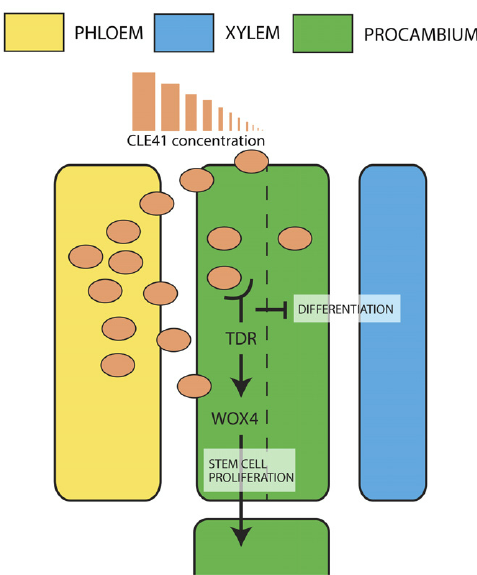 PHLOEM
XYLEM
PROCAMBIUM
CLE41 concentration
DIFFERENTIATION
TDR
WOX4
STEM CELL
PROLIFERATION